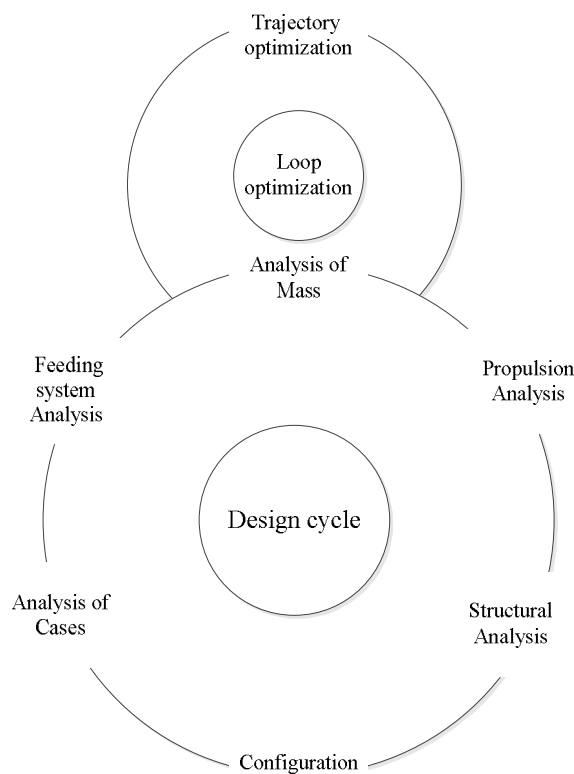 Trajectory
optimization
Loop
optimization
Analysis of
Mass
Feeding
system
Analysis
Propulsion
Analysis
Design cycle
Analysis of
Cases
Structural
Analysis
Configuration